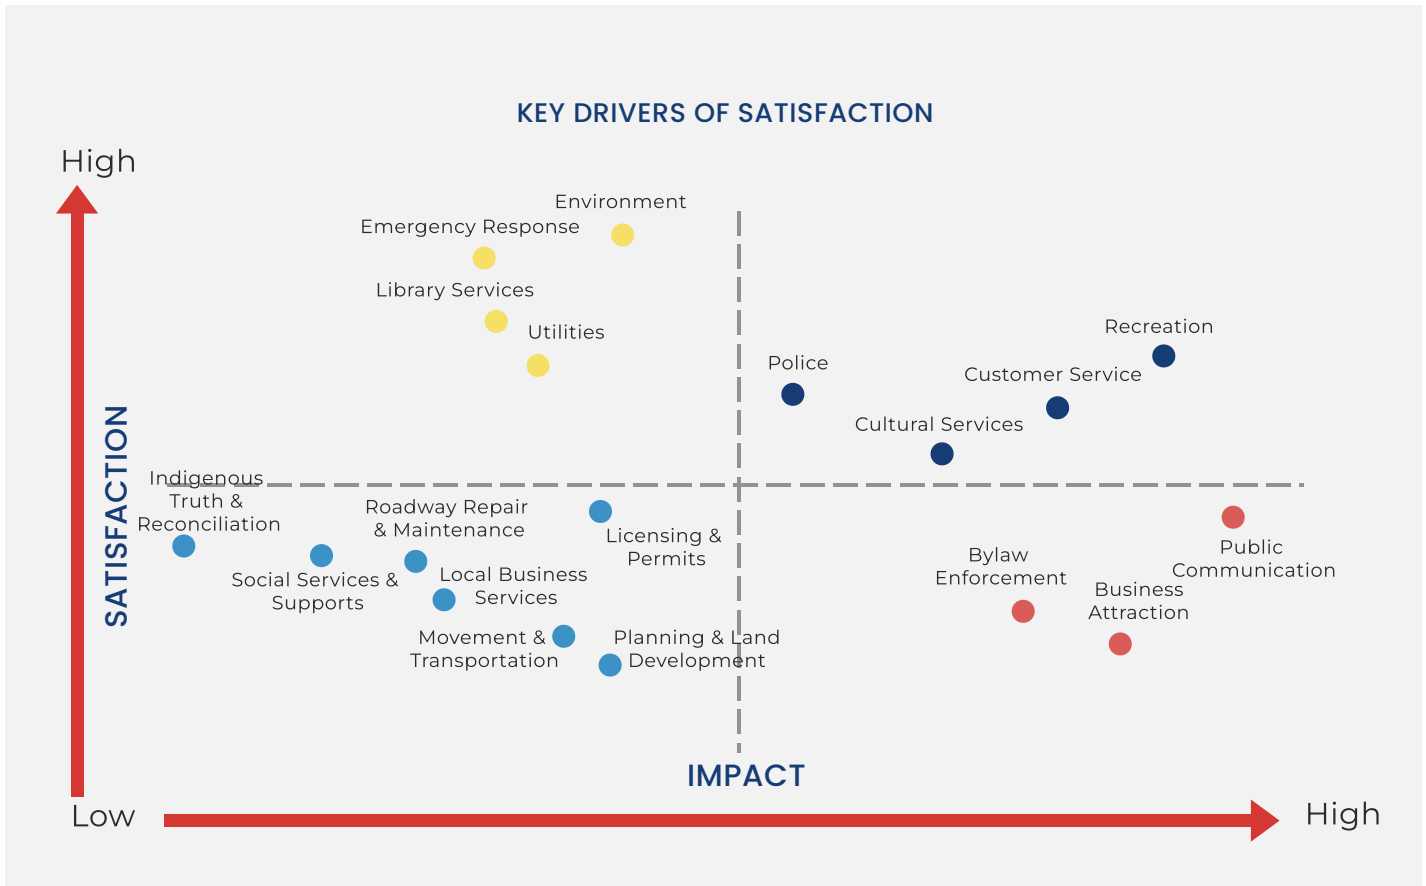 KEY DRIVERS OF SATISFACTION
High
Environment
Emergency Response
Library Services
Utilities
Recreation
Police
Customer Service
Cultural Services
SATISFACTION
Indigenous
Truth &
Reconciliation
Roadway Repair
& Maintenance
Licensing &
Permits
Public
Communication
Bylaw
Enforcement
Social Services &
Supports
Local Business
Services
Business
Attraction
Movement &
Transportation
Planning & Land
Development
IMPACT
Low
High